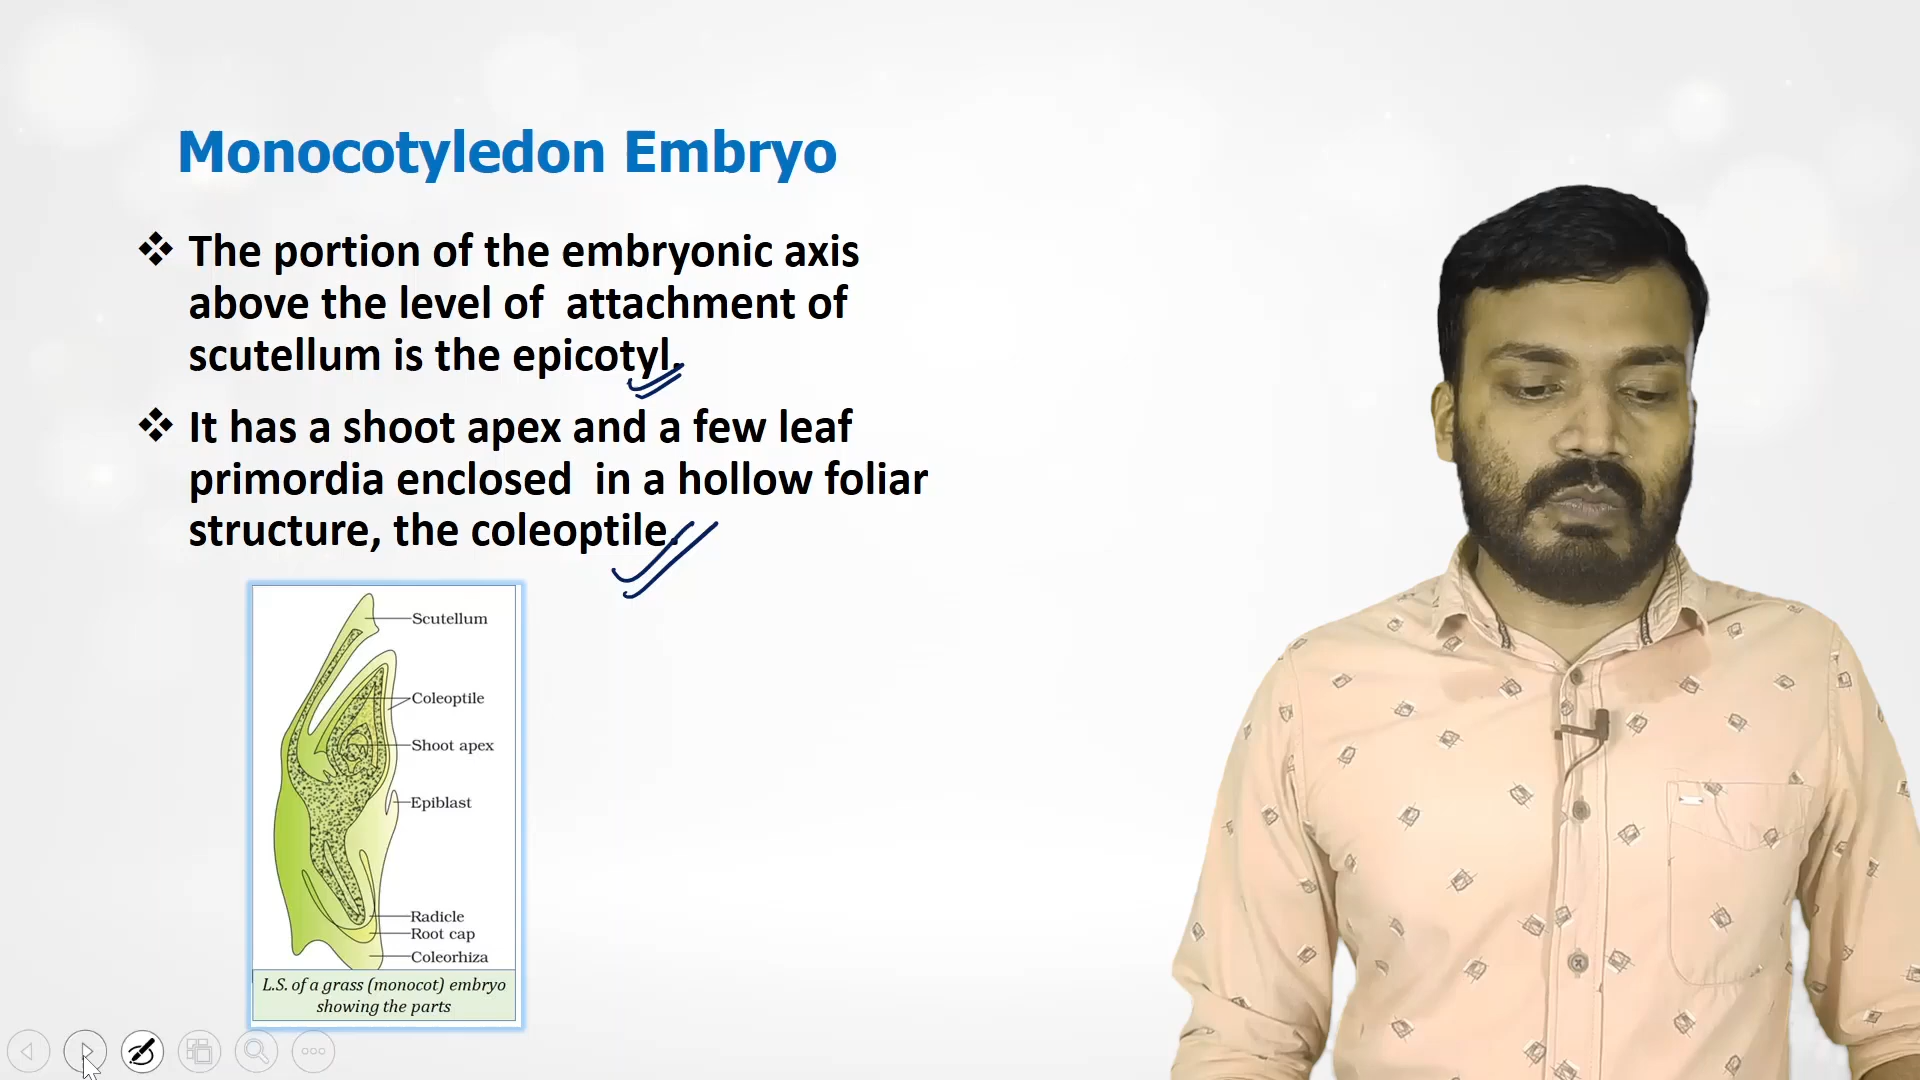 Monocotyledon Embryo
❖ The portion of the embryonic axis
above the level of attachment of
scutellum is the epicotyl.
❖ It has a shoot apex and a few leaf
primordia enclosed in a hollow foliar
structure, the coleoptile.
Scutellum
Coleoptile
Shoot apex
Epiblast
Radicle
Root cap
Coleorhiza
L.S. of a grass (monocot) embryo
showing the parts